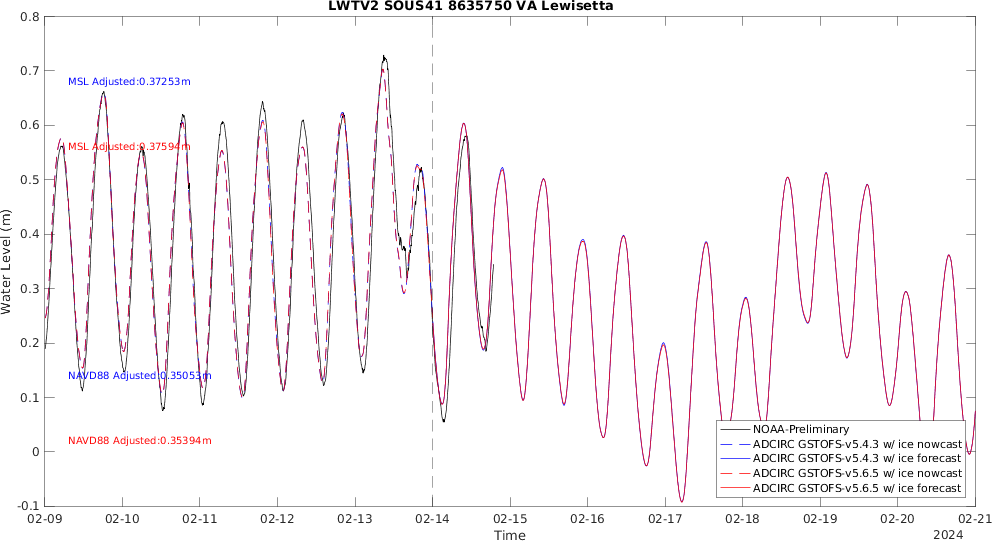 LWTV2 SOUS41 8635750 VA Lewisetta
0.8
0.7
0.6
0.5
0.4
0.3
0.2
0.1
0
-0.1
Water Level (m)
MSL Adjusted:0.37253m
MSL Adjusted:0.37594m
NAVD88 Adjusted:0.35053m
NAVD88 Adjusted:0.35394m
NOAA-Preliminary
ADCIRC GSTOFS-v5.4.3 w/ ice nowcast
ADCIRC GSTOFS-v5.4.3 w/ ice forecast
ADCIRC GSTOFS-v5.6.5 w/ ice nowcast
ADCIRC GSTOFS-v5.6.5 w/ ice forecast
02-09 02-10 02-11 02-12 02-13 02-14 02-15 02-16 02-17 02-18 02-19 02-20 02-21
Time
2024